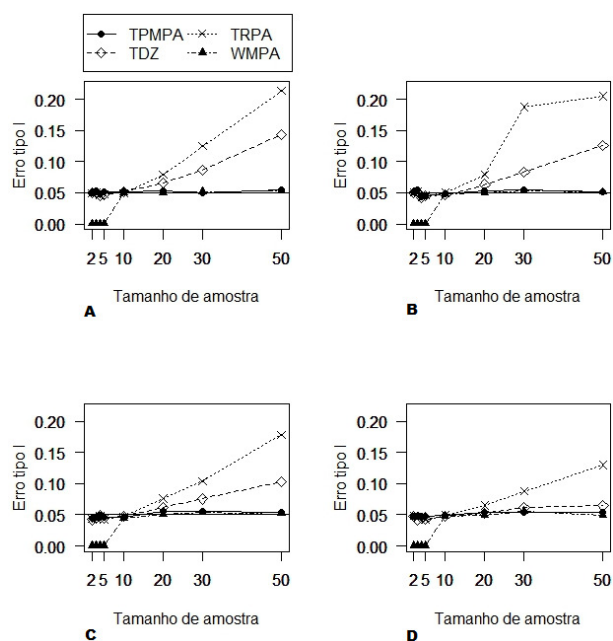 TPMPA TRPA
TDZ WMPA
Erro tipo I
0.20
0.15
0.10
0.05
0.00
2 5 10 20 30 50
Tamanho de amostra
A
Erro tipo I
0.20
0.15
0.10
0.05
0.00
2 5 10 20 30 50
Tamanho de amostra
B
Erro tipo I
0.20
0.15
0.10
0.05
0.00
2 5 10 20 30 50
Tamanho de amostra
C
Erro tipo I
0.20
0.15
0.10
0.05
0.00
2 5 10 20 30 50
Tamanho de amostra
D